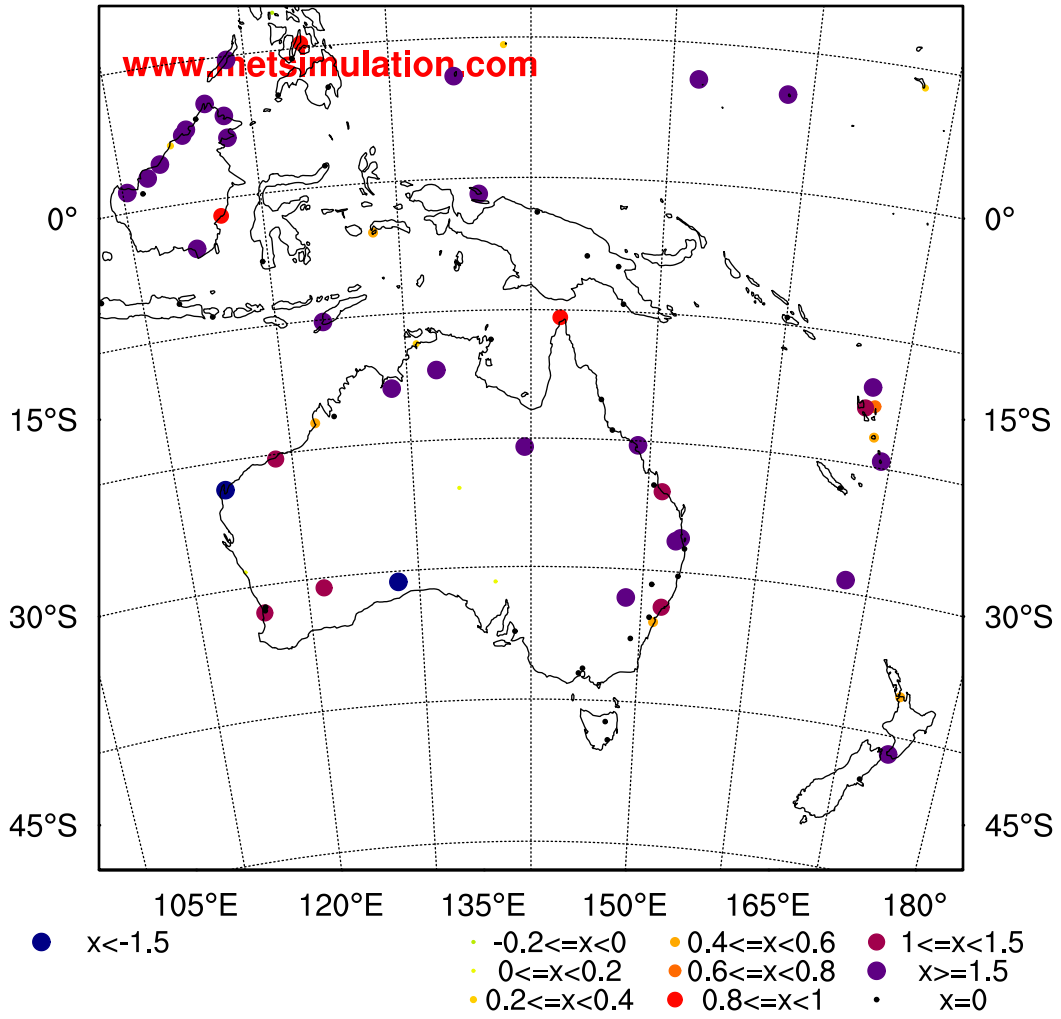 www.metsimulation.com
0° 0°
15°S 15°S
30°S 30°S
45°S 45°S
105°E 120°E 135°E 150°E 165°E 180°
x<-1.5 -0.2<=x<0 0.4<=x<0.6 1<=x<1.5
0<=x<0.2 0.6<=x<0.8 x>=1.5
0.2<=x<0.4 0.8<=x<1 x=0